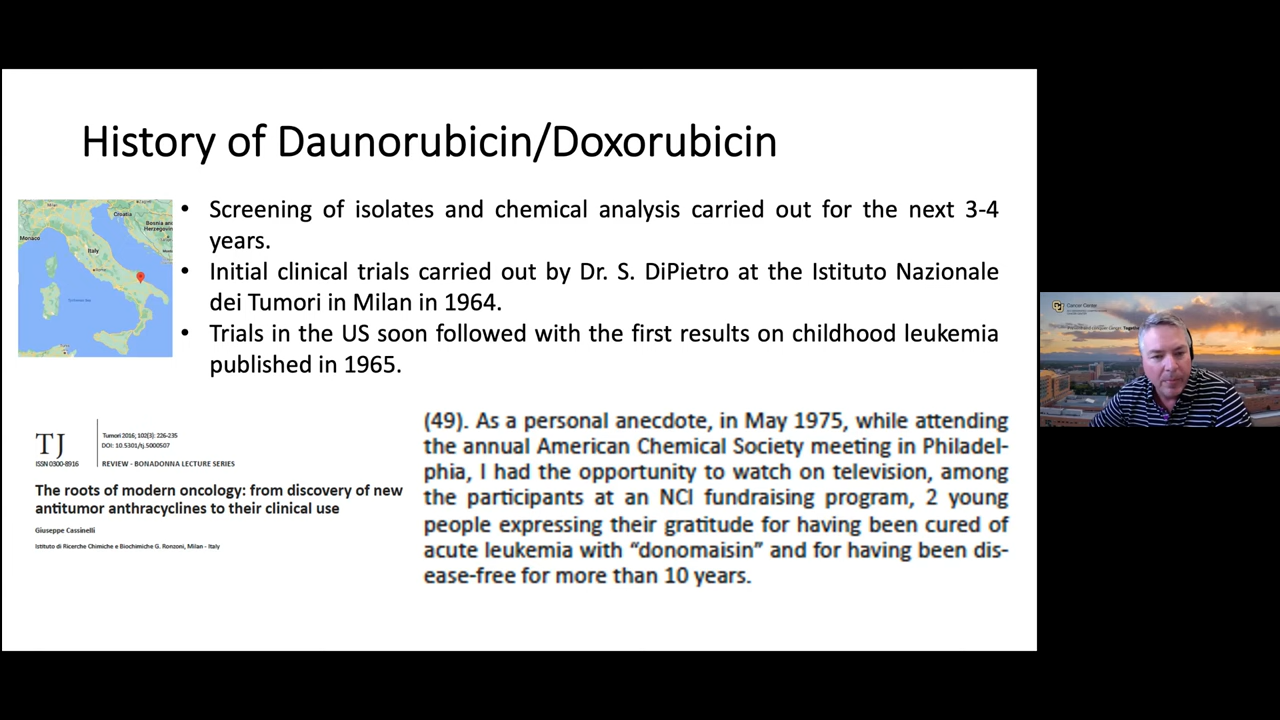 History of Daunorubicin/Doxorubicin
• Screening of isolates and chemical analysis carried out for the next 3-4
years.
• Initial clinical trials carried out by Dr. S. DiPietro at the Istituto Nazionale
dei Tumori in Milan in 1964.
• Trials in the US soon followed with the first results on childhood leukemia
published in 1965.
Croatia
Bosnia and
Herzegovina
Monaco
Italy
TJ
ISSN 0300-8916
Tumori 2016; 102(3): 226-235
DOI: 10.5301/tj.5000507
REVIEW - BONADONNA LECTURE SERIES
The roots of modern oncology: from discovery of new
antitumor anthracyclines to their clinical use
Giuseppe Cassinelli
Istituto di Ricerche Chimiche e Biochimiche G. Ronzoni, Milan - Italy
(49). As a personal anecdote, in May 1975, while attending
the annual American Chemical Society meeting in Philadel-
phia, I had the opportunity to watch on television, among
the participants at an NCI fundraising program, 2 young
people expressing their gratitude for having been cured of
acute leukemia with “donomaisin” and for having been dis-
ease-free for more than 10 years.
Cancer Center